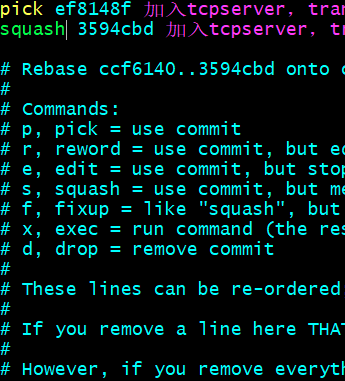 pick ef8148f 加入tcpserver, tran
squash 3594cbd 加入tcpserver, tr
# Rebase ccf6140..3594cbd onto
#
# Commands:
# p, pick = use commit
# r, reword = use commit, but ed
# e, edit = use commit, but stop
# s, squash = use commit, but me
# f, fixup = like "squash", but
# x, exec = run command (the res
# d, drop = remove commit
#
# These lines can be re-ordered
#
# If you remove a line here THA
#
# However, if you remove everyth